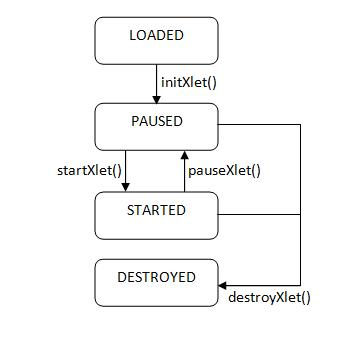 LOADED
initXlet()
PAUSED
startXlet()
pauseXlet()
STARTED
DESTROYED
destroyXlet()